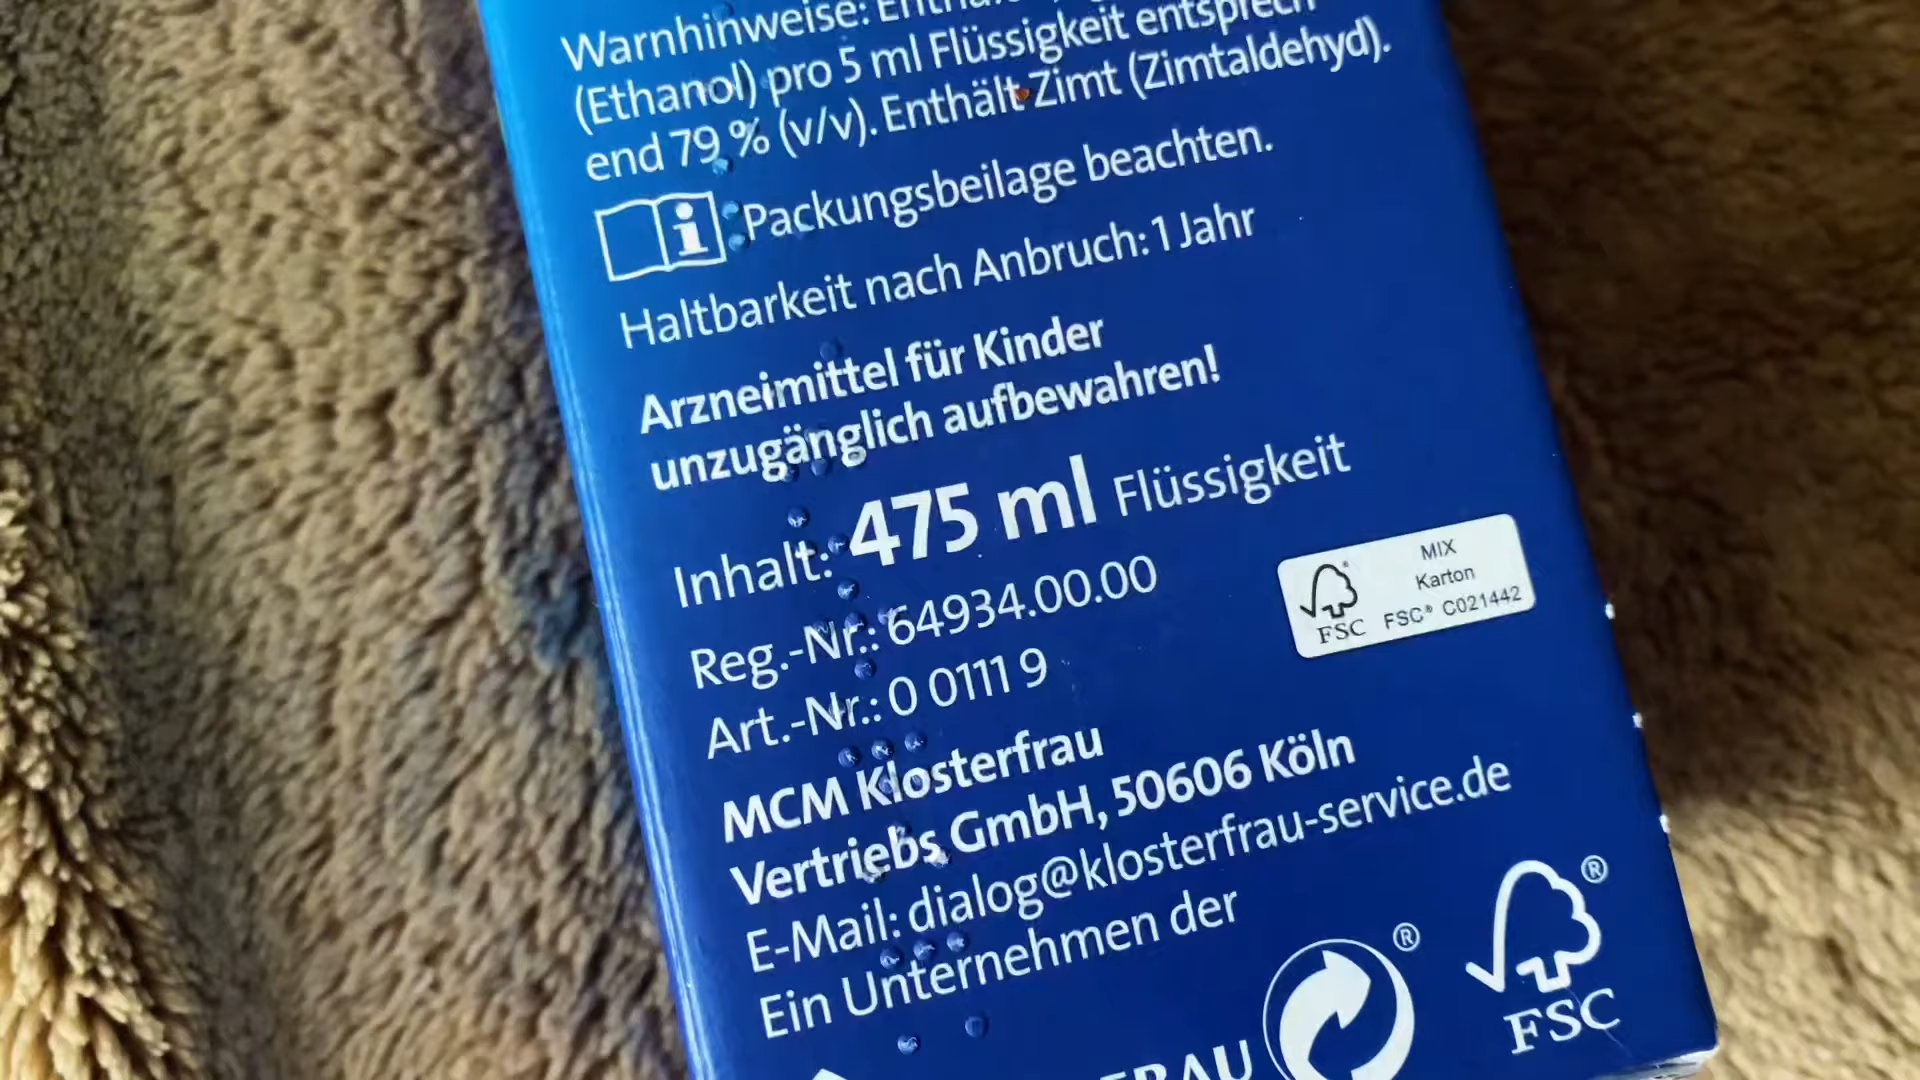 Warnhinweise:
(Ethanol) pro 5 ml Flüssigkeit entsprech
end 79 % (v/v). Enthält Zimt (Zimtaldehyd).
i Packungsbeilage beachten.
Haltbarkeit nach Anbruch: 1 Jahr
Arzneimittel für Kinder
unzugänglich aufbewahren!
Inhalt: 475 ml Flüssigkeit
Reg.-Nr.: 64934.00.00
Art.-Nr.: 0 0111 9
MIX
Karton
FSC® C021442
FSC
MCM Klosterfrau
Vertriebs GmbH, 50606 Köln
E-Mail: dialog@klosterfrau-service.de
Ein Unternehmen der
®
®
FSC